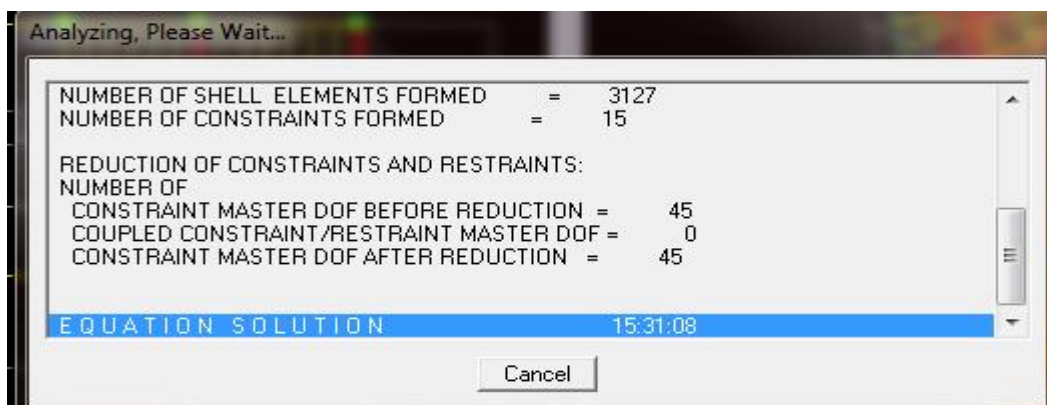 Analyzing, Please Wait...
NUMBER OF SHELL ELEMENTS FORMED = 3127
NUMBER OF CONSTRAINTS FORMED = 15
REDUCTION OF CONSTRAINTS AND RESTRAINTS:
NUMBER OF
CONSTRAINT MASTER DOF BEFORE REDUCTION = 45
COUPLED CONSTRAINT/RESTRAINT MASTER DOF = 0
CONSTRAINT MASTER DOF AFTER REDUCTION = 45
E Q U A T I O N S O L U T I O N 15:31:08
Cancel